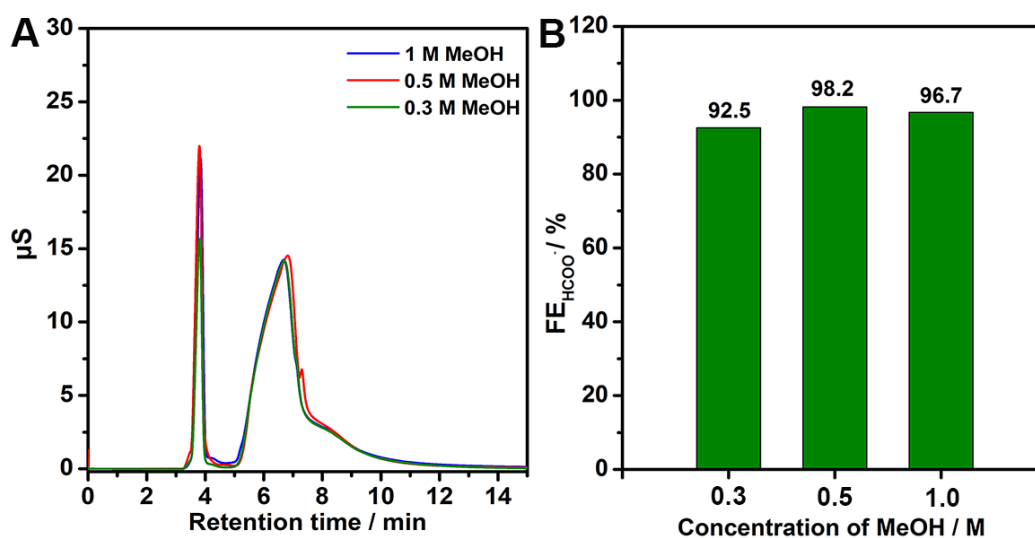 A
30
25
20
15
10
5
0
µS
0 2 4 6 8 10 12 14
Retention time / min
1 M MeOH
0.5 M MeOH
0.3 M MeOH
B
120
100
80
60
40
20
0
FE HCOO- / %
92.5 98.2 96.7
0.3 0.5 1.0
Concentration of MeOH / M